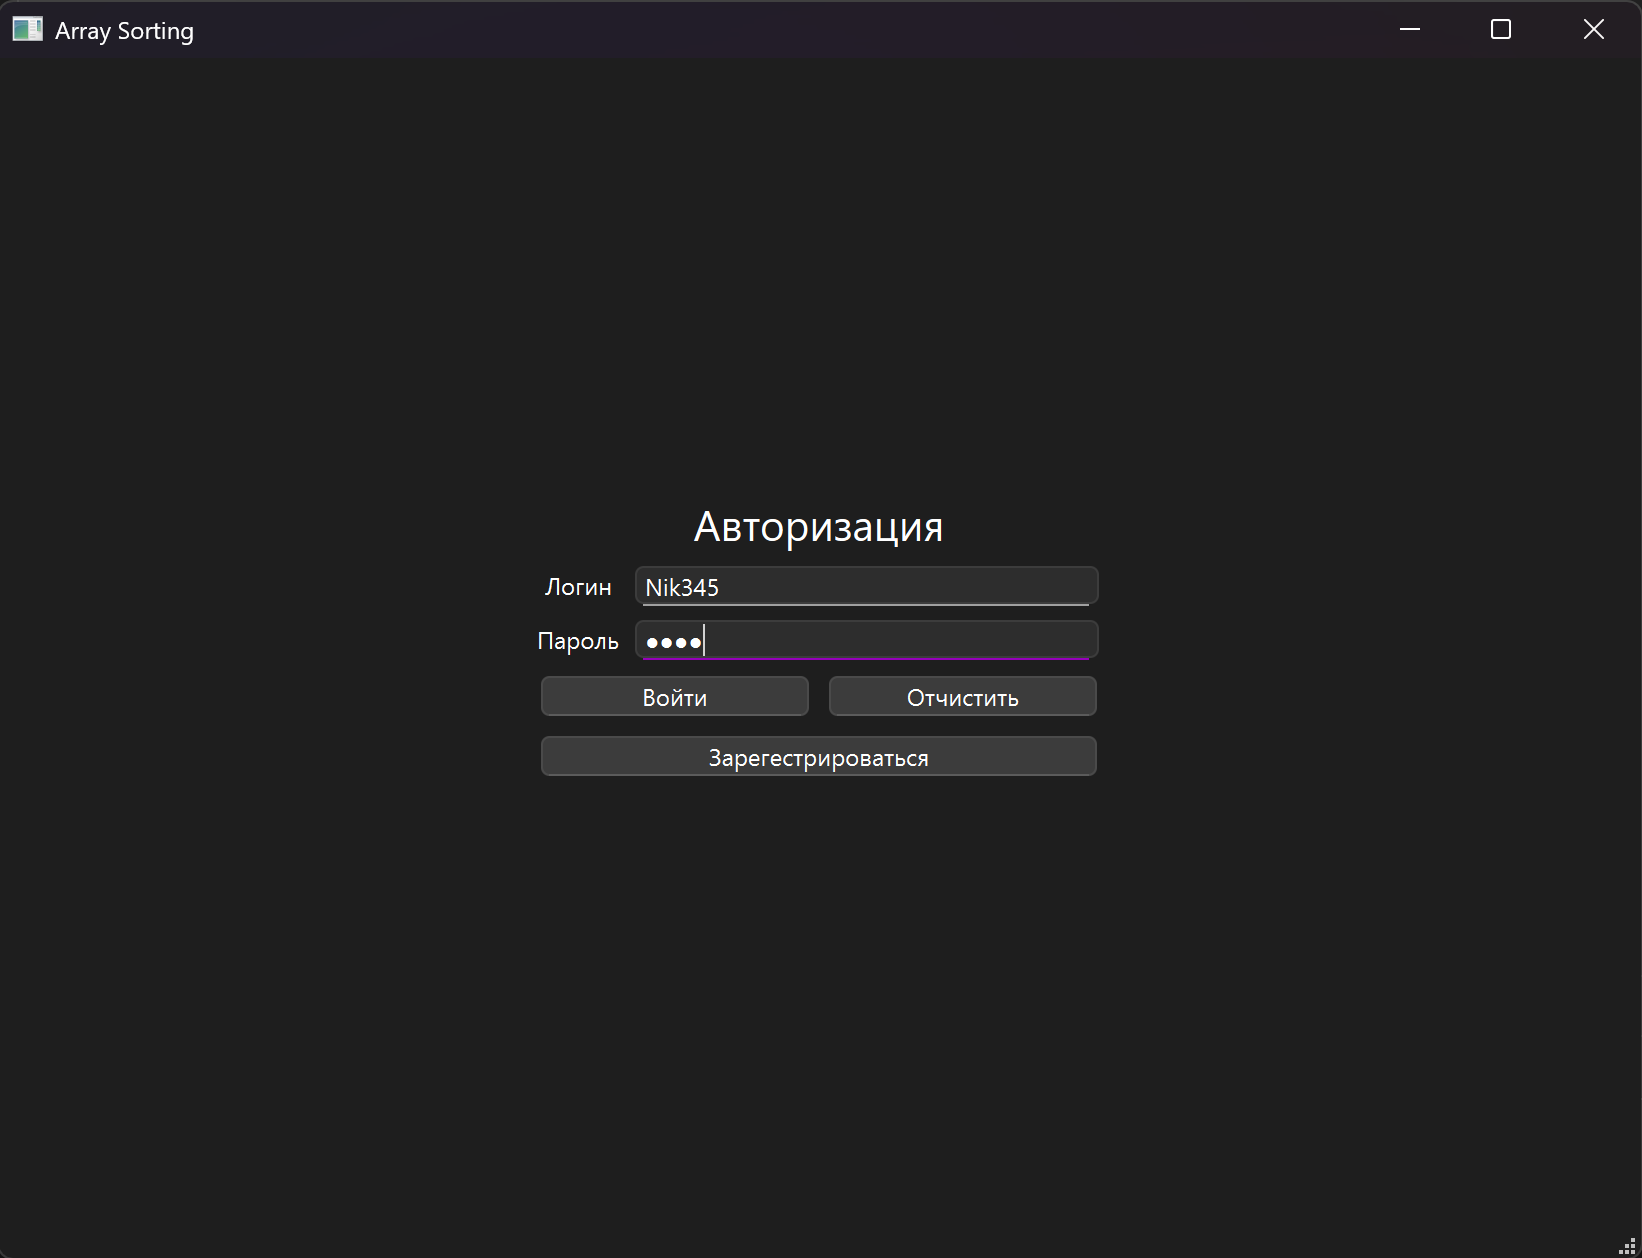 Array Sorting
Авторизация
Логин Nik345
Пароль ●●●●
Войти Отчистить
Зарегестрироваться